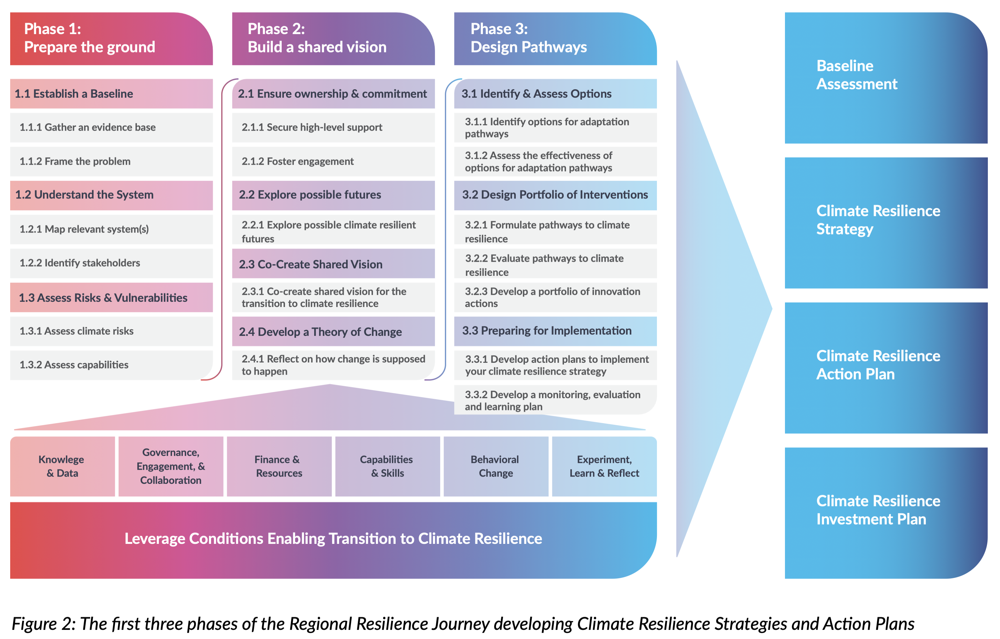 Phase 1:
Prepare the ground
1.1 Establish a Baseline
1.1.1 Gather an evidence base
1.1.2 Frame the problem
1.2 Understand the System
1.2.1 Map relevant system(s)
1.2.2 Identify stakeholders
1.3 Assess Risks & Vulnerabilities
1.3.1 Assess climate risks
1.3.2 Assess capabilities
Phase 2:
Build a shared vision
2.1 Ensure ownership & commitment
2.1.1 Secure high-level support
2.1.2 Foster engagement
2.2 Explore possible futures
2.2.1 Explore possible climate resilient
futures
2.3 Co-Create Shared Vision
2.3.1 Co-create shared vision for the
transition to climate resilience
2.4 Develop a Theory of Change
2.4.1 Reflect on how change is supposed
to happen
Phase 3:
Design Pathways
3.1 Identify & Assess Options
3.1.1 Identify options for adaptation
pathways
3.1.2 Assess the effectiveness of
options for adaptation pathways
3.2 Design Portfolio of Interventions
3.2.1 Formulate pathways to climate
resilience
3.2.2 Evaluate pathways to climate
resilience
3.2.3 Develop a portfolio of innovation
actions
3.3 Preparing for Implementation
3.3.1 Develop action plans to implement
your climate resilience strategy
3.3.2 Develop a monitoring, evaluation
and learning plan
Knowlege
& Data
Governance,
Engagement, &
Collaboration
Finance &
Resources
Capabilities
& Skills
Behavioral
Change
Experiment,
Learn & Reflect
Leverage Conditions Enabling Transition to Climate Resilience
Baseline
Assessment
Climate Resilience
Strategy
Climate Resilience
Action Plan
Climate Resilience
Investment Plan
Figure 2: The first three phases of the Regional Resilience Journey developing Climate Resilience Strategies and Action Plans